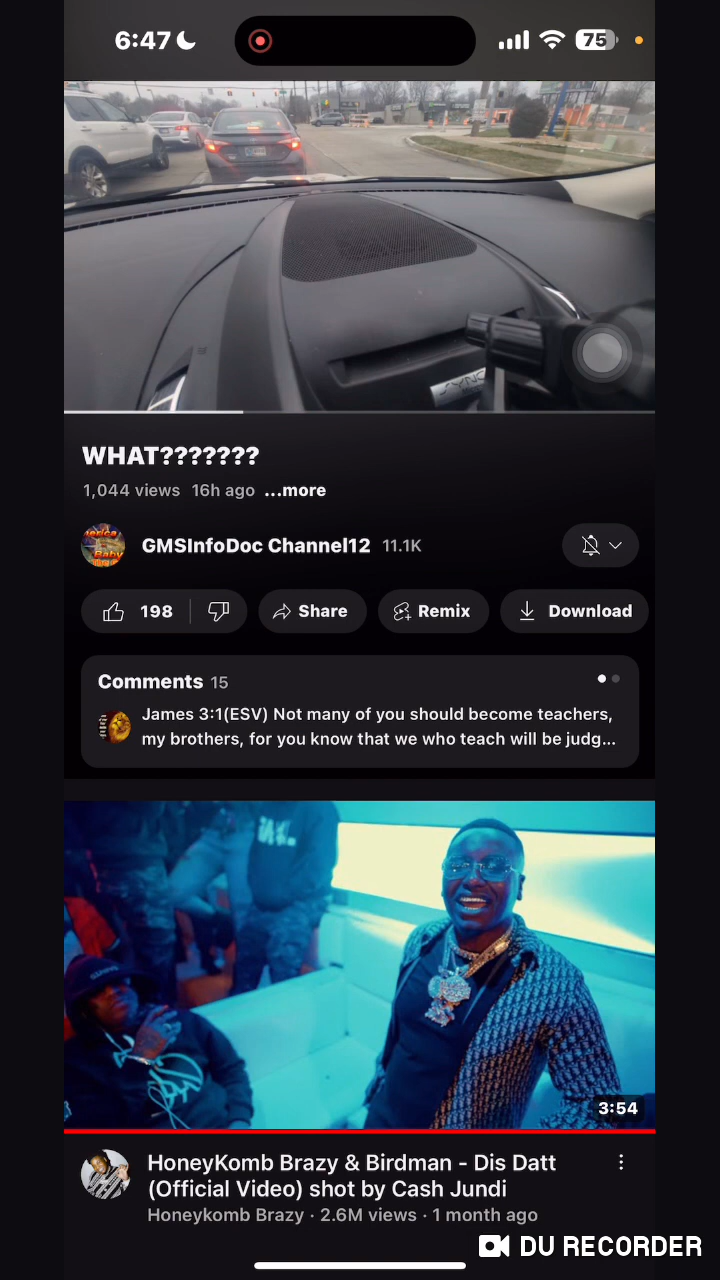 6:47
75
SYNC
WHAT???????
1,044 views 16h ago ...more
GMSInfoDoc Channel12 11.1K
198
Share
Remix
Download
Comments 15
James 3:1(ESV) Not many of you should become teachers,
my brothers, for you know that we who teach will be judg...
3:54
HoneyKomb Brazy & Birdman - Dis Datt
(Official Video) shot by Cash Jundi
Honeykomb Brazy · 2.6M views · 1 month ago
DU RECORDER